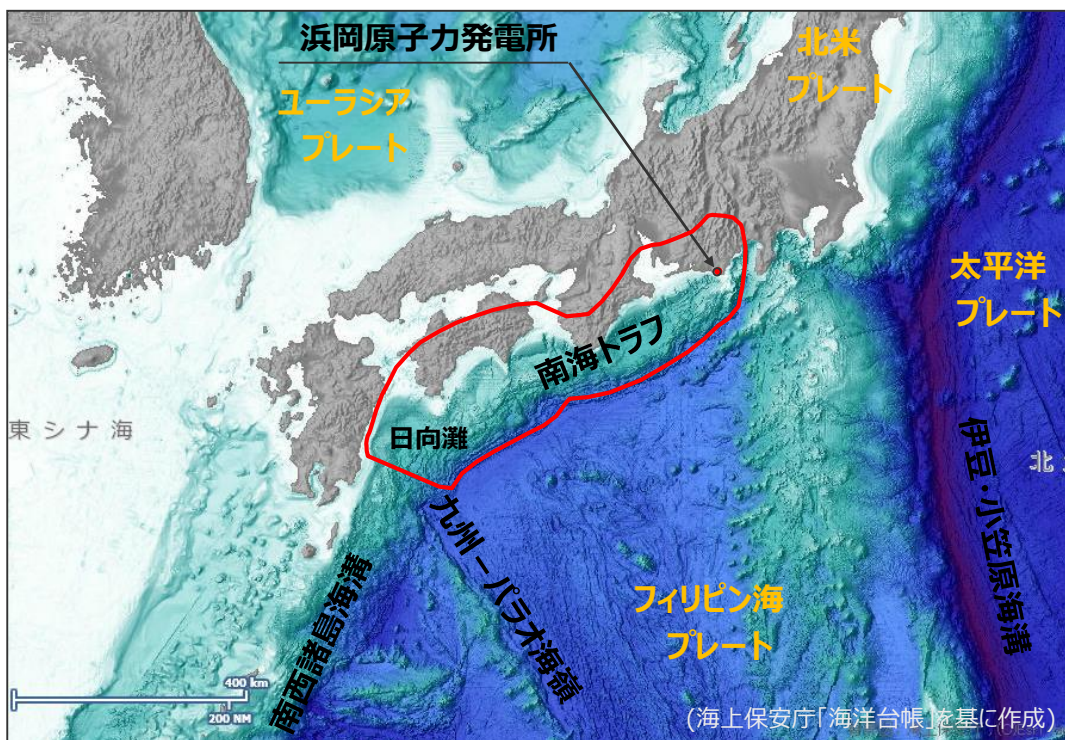 浜岡原子力発電所
北米
プレート
ユーラシア
プレート
太平洋
プレート
南海トラフ
日向灘
東シナ海
伊豆・小笠原海溝
北
九州－パラオ海嶺
フィリピン海
プレート
南西諸島海溝
400 km
200 NM
(海上保安庁「海洋台帳」を基に作成)